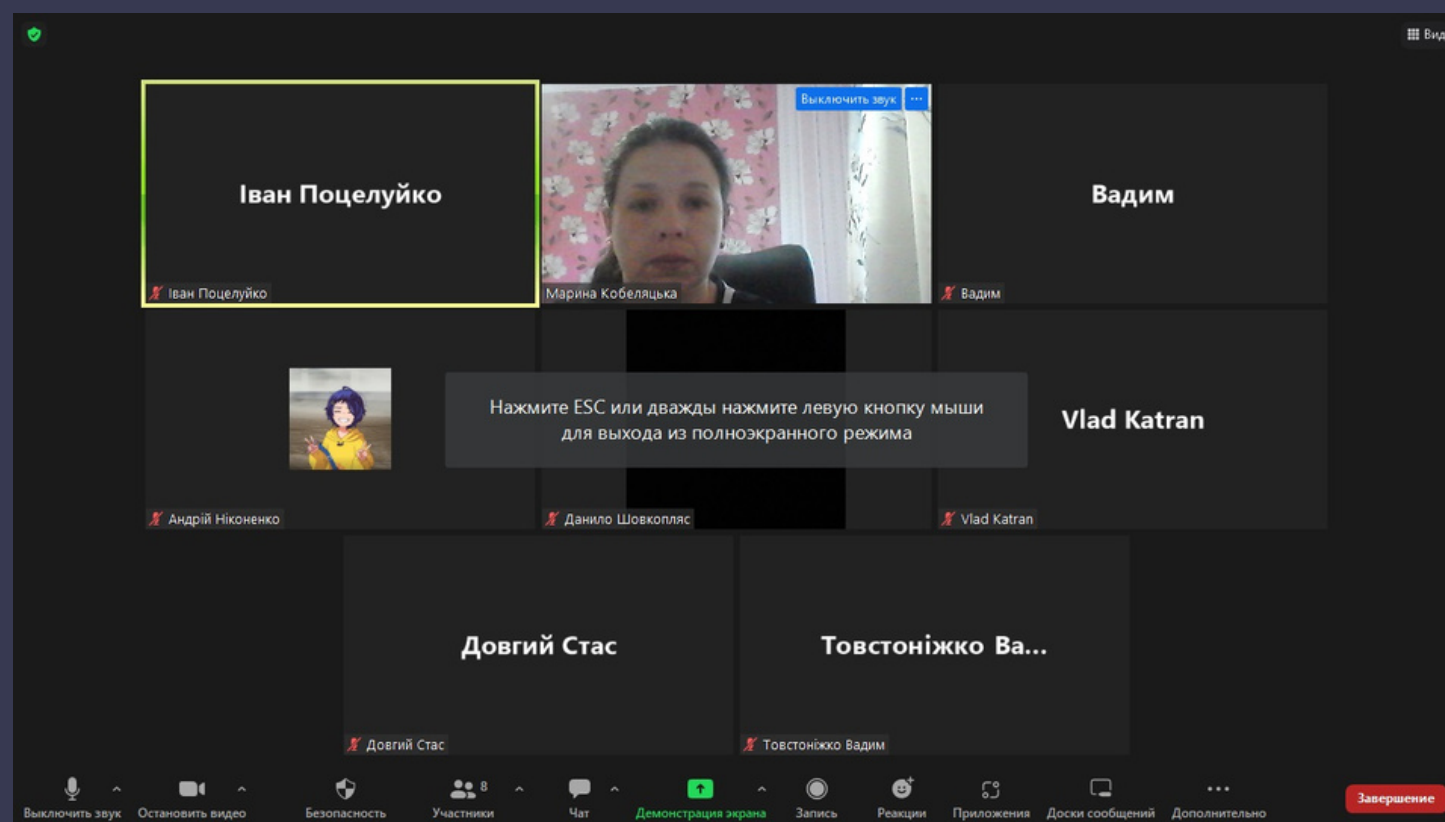 Вид
Іван Поцелуйко
Іван Поцелуйко
Выключить звук
Марина Кобеляцька
Вадим
Вадим
Андрій Ніконенко
Нажмите ESC или дважды нажмите левую кнопку мыши
для выхода из полноэкранного режима
Данило Шовкопляс
Vlad Katran
Vlad Katran
Довгий Стас
Довгий Стас
Товстоніжко Ва...
Товстоніжко Вадим
8
Выключить звук
Остановить видео
Безопасность
Участники
Чат
Демонстрация экрана
Запись
Реакции
Приложения
Доски сообщений
Дополнительно
Завершение